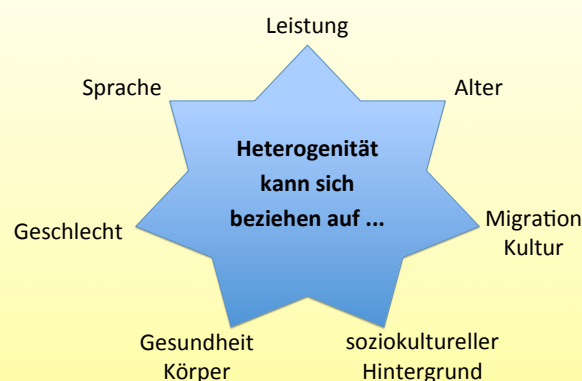 Leistung
Sprache
Alter
Heterogenität
kann sich
beziehen auf ...
Geschlecht
Migration
Kultur
Gesundheit
Körper
soziokultureller
Hintergrund